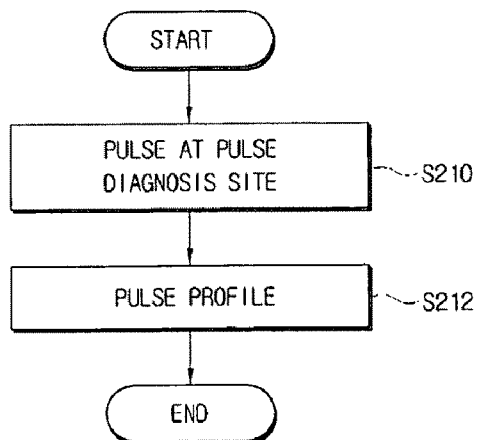 START
PULSE AT PULSE
DIAGNOSIS SITE
S210
PULSE PROFILE
S212
END